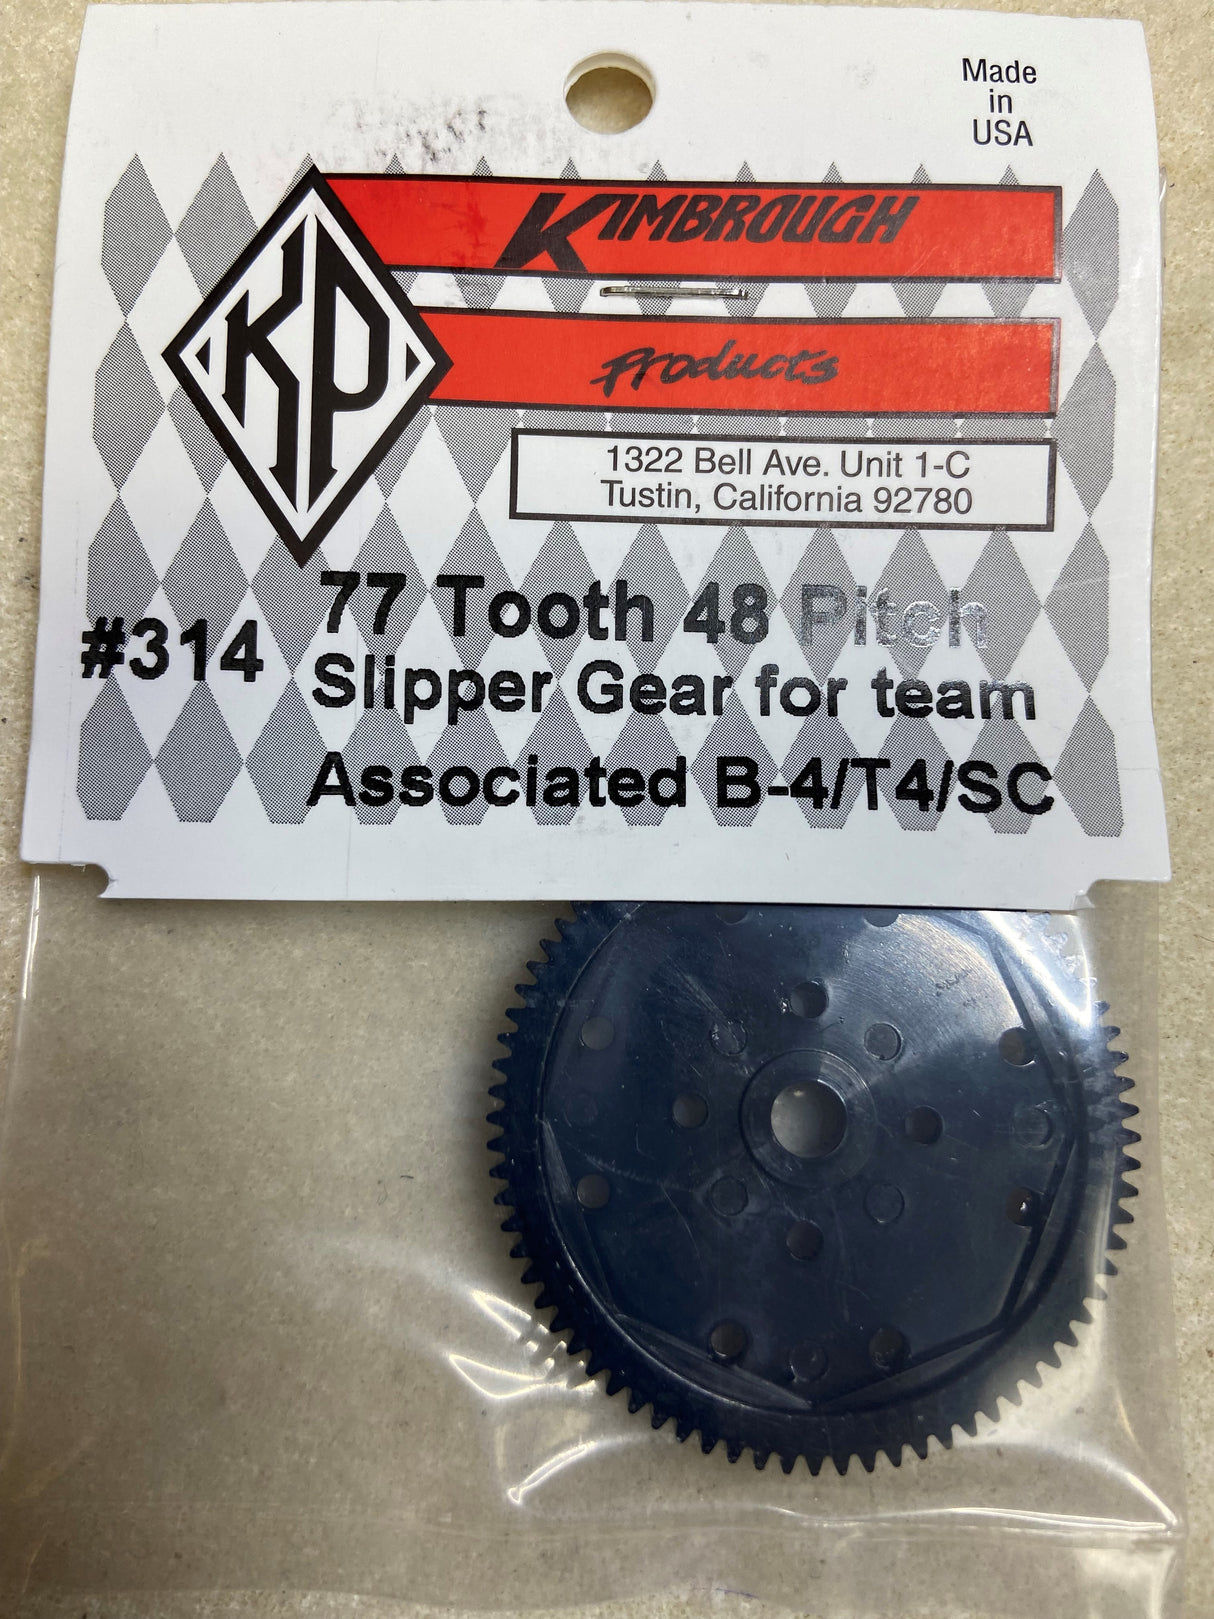 Made
in
USA
KIMBROUGH
KP
Products
1322 Bell Ave. Unit 1-C
Tustin, California 92780
#314
77 Tooth 48 Pitch
Slipper Gear for team
Associated B-4/T4/SC